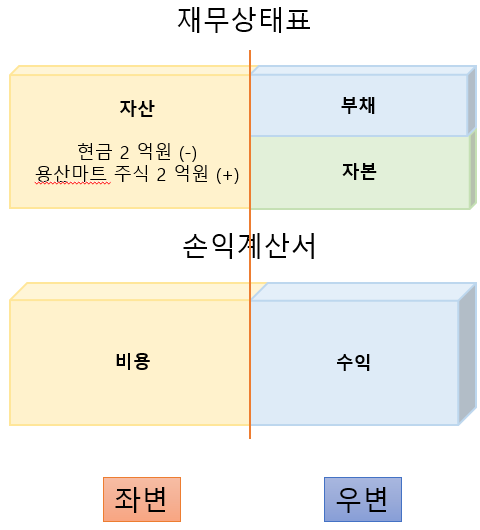 재무상태표
자산
현금 2 억원 (-)
용산마트 주식 2 억원 (+)
부채
자본
손익계산서
비용
수익
좌변
우변